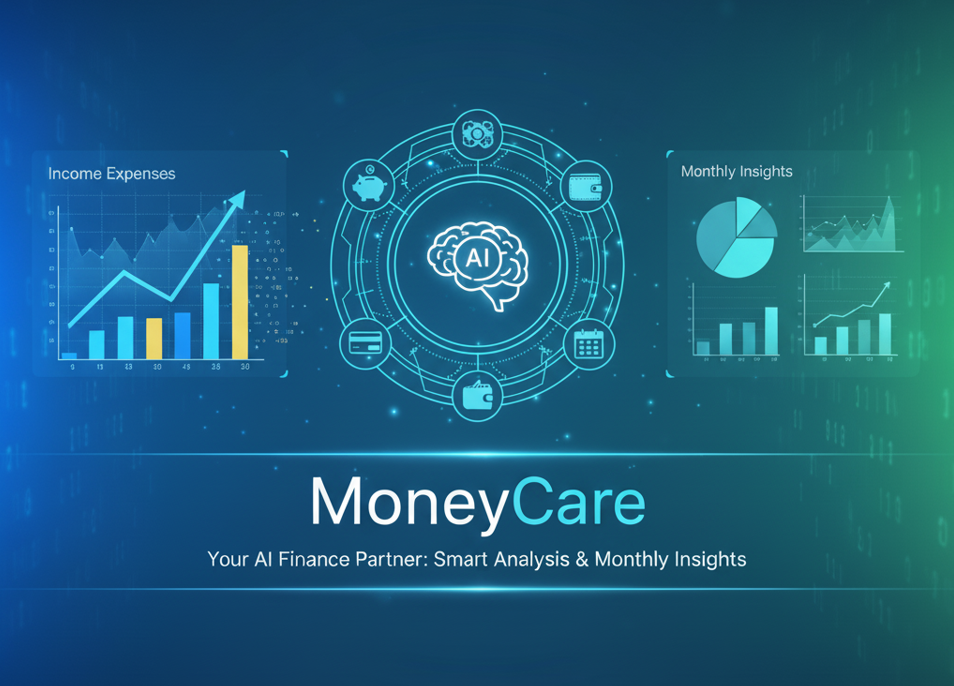 Income Expenses
Monthly Insights
AI
MoneyCare
Your AI Finance Partner: Smart Analysis & Monthly Insights